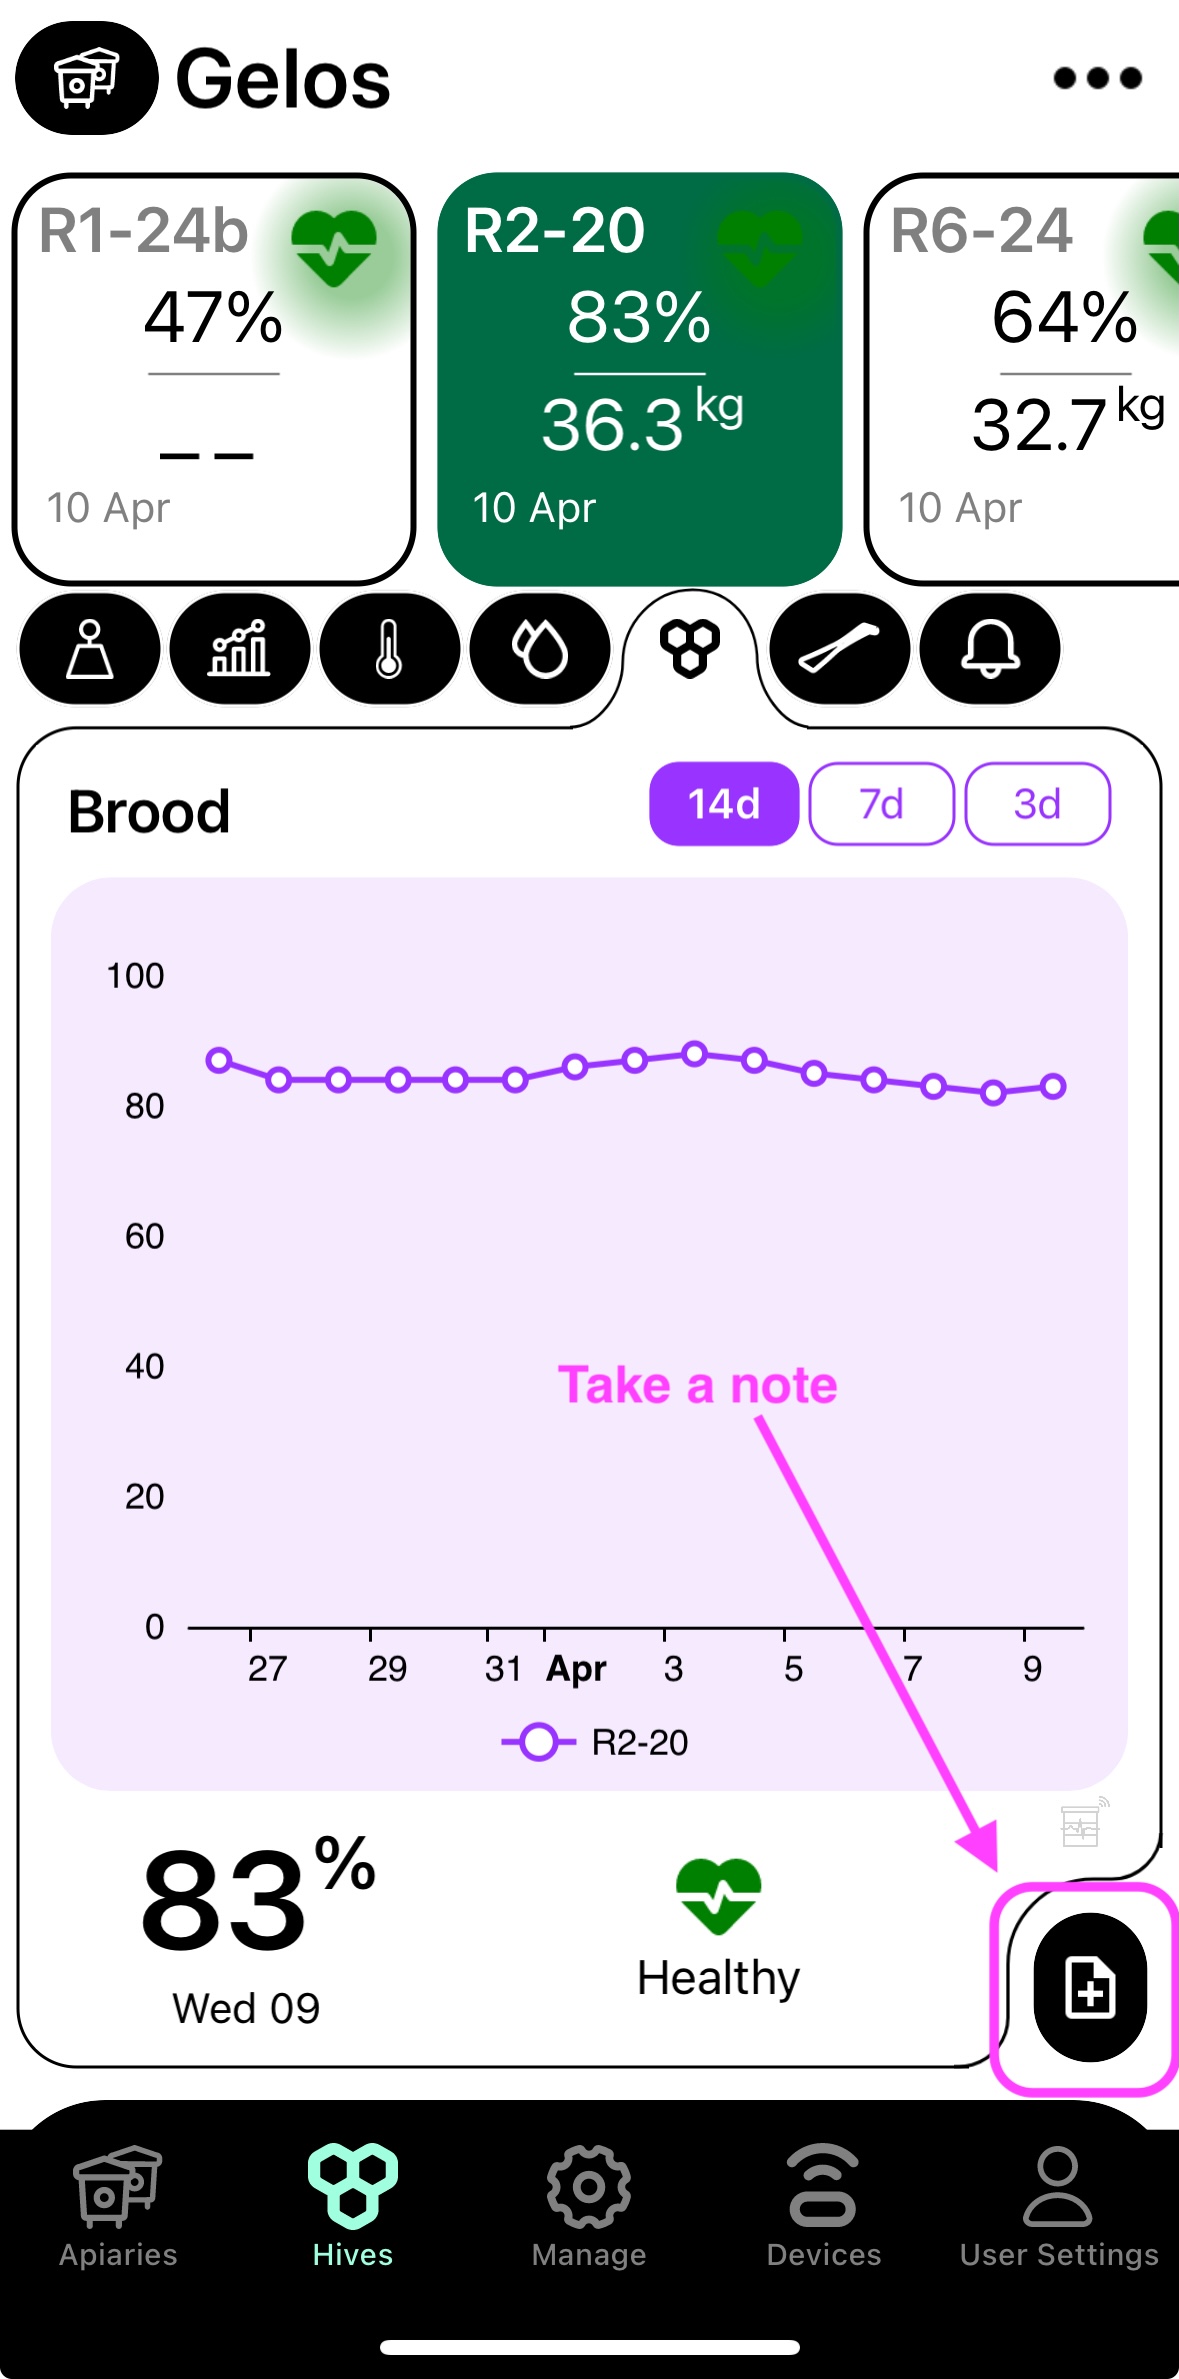 Gelos
R1-24b
47%
– –
10 Apr
R2-20
83%
36.3 kg
10 Apr
R6-24
64%
32.7 kg
10 Apr
Brood
14d
7d
3d
100
80
60
40
20
0
27 29 31 Apr 3 5 7 9
R2-20
Take a note
83%
Wed 09
Healthy
Apiaries
Hives
Manage
Devices
User Settings